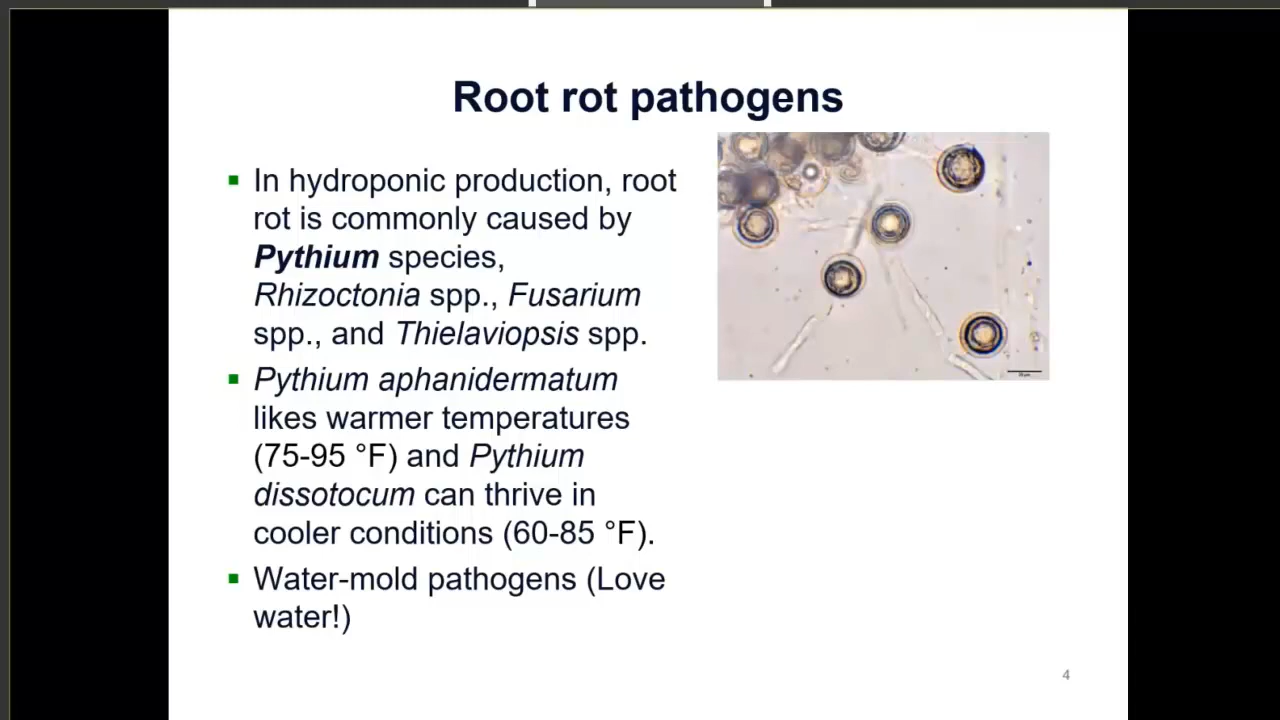 Root rot pathogens
In hydroponic production, root
rot is commonly caused by
Pythium species,
Rhizoctonia spp., Fusarium
spp., and Thielaviopsis spp.
Pythium aphanidermatum
likes warmer temperatures
(75-95 °F) and Pythium
dissotocum can thrive in
cooler conditions (60-85 °F).
Water-mold pathogens (Love
water!)
4